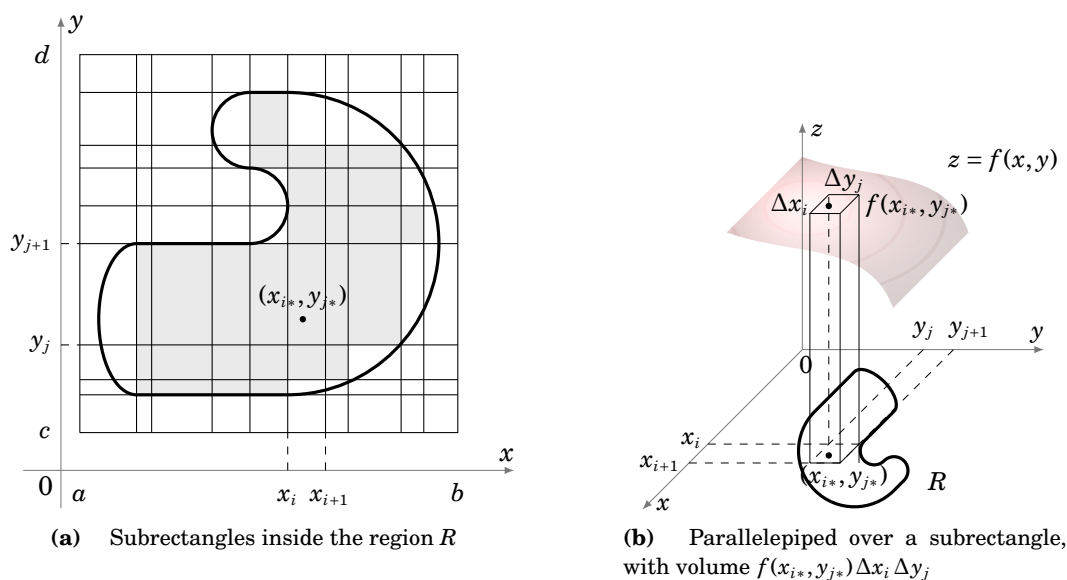 y
d
y_{j+1}
y_j
c
(x_{i∗}, y_{j∗})
x
0
a
x_i
x_{i+1}
b
(a) Subrectangles inside the region R
z
z = f(x, y)
Δy_j
Δx_i
f(x_{i∗}, y_{j∗})
y_j
y_{j+1}
y
0
x_i
x_{i+1}
(x_{i∗}, y_{j∗})
R
x
(b) Parallelepiped over a subrectangle,
with volume f(x_{i∗}, y_{j∗}) Δx_i Δy_j